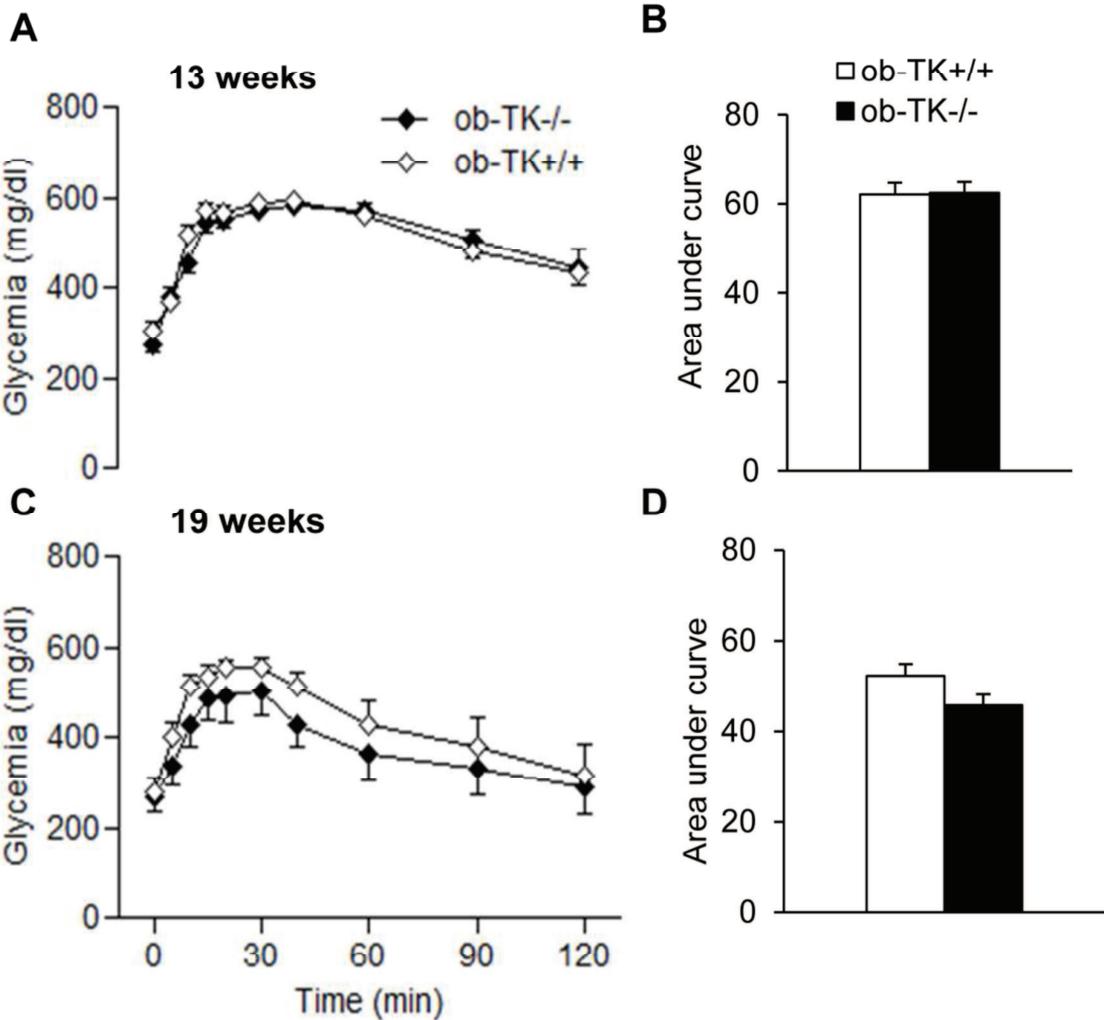 A
13 weeks
ob-TK-/-
ob-TK+/+
Glycemia (mg/dl)
800
600
400
200
0
B
ob-TK+/+
ob-TK-/-
Area under curve
80
60
40
20
0
C
19 weeks
Glycemia (mg/dl)
800
600
400
200
0
0 30 60 90 120
Time (min)
D
Area under curve
80
60
40
20
0